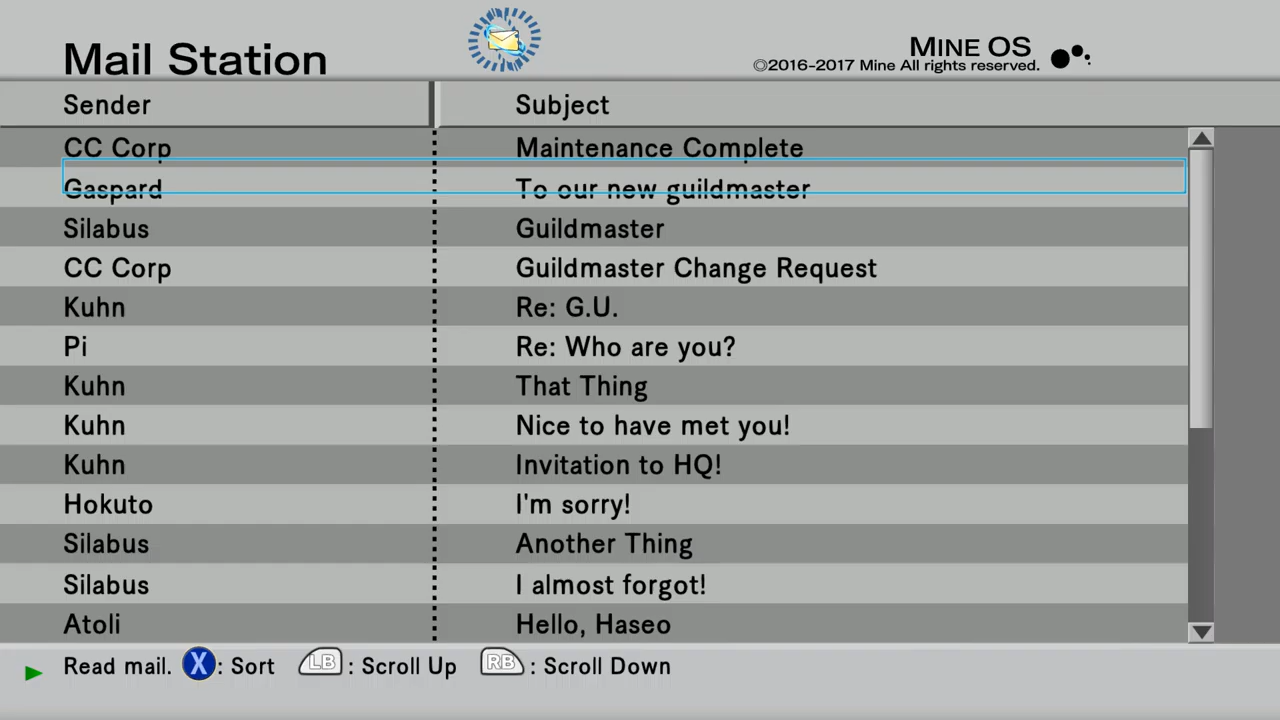 Mail Station
MINE OS
©2016-2017 Mine All rights reserved.
Sender Subject
CC Corp Maintenance Complete
Gaspard To our new guildmaster
Silabus Guildmaster
CC Corp Guildmaster Change Request
Kuhn Re: G.U.
Pi Re: Who are you?
Kuhn That Thing
Kuhn Nice to have met you!
Kuhn Invitation to HQ!
Hokuto I'm sorry!
Silabus Another Thing
Silabus I almost forgot!
Atoli Hello, Haseo
Read mail. X : Sort LB : Scroll Up RB : Scroll Down